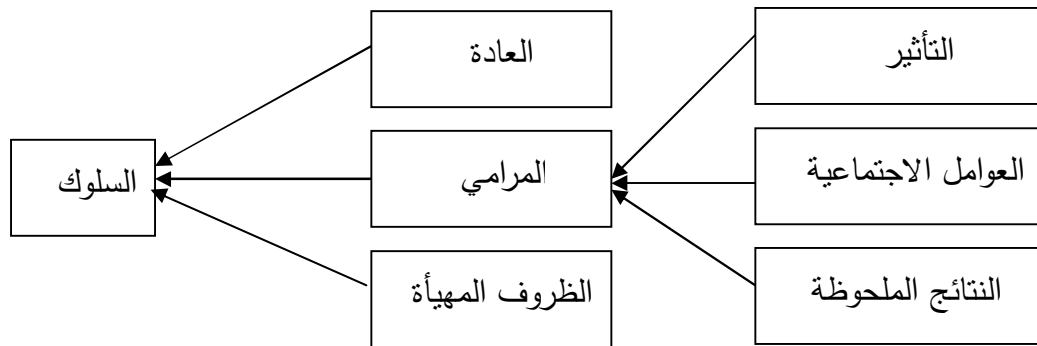 التأثير
العادة
العوامل الاجتماعية
المرامي
السلوك
النتائج الملحوظة
الظروف المهيأة